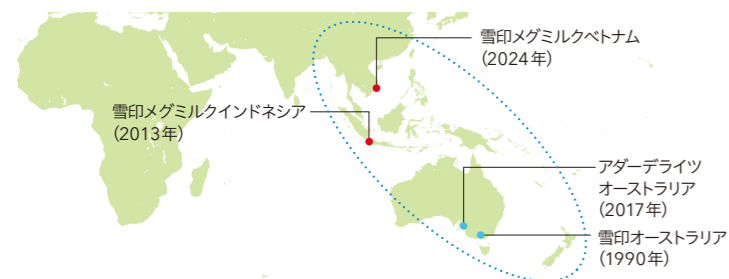 雪印メグミルクベトナム
（2024年）
雪印メグミルクインドネシア
（2013年）
アダーデライツ
オーストラリア
（2017年）
雪印オーストラリア
（1990年）